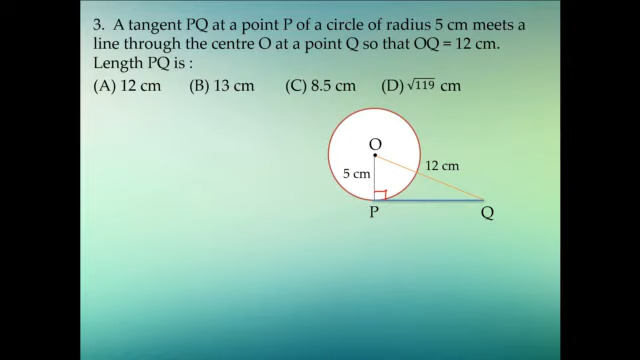 3.  A tangent PQ at a point P of a circle of radius 5 cm meets a
line through the centre O at a point Q so that OQ = 12 cm.
Length PQ is :
(A) 12 cm (B) 13 cm (C) 8.5 cm (D) √119 cm
O
5 cm
12 cm
P
Q